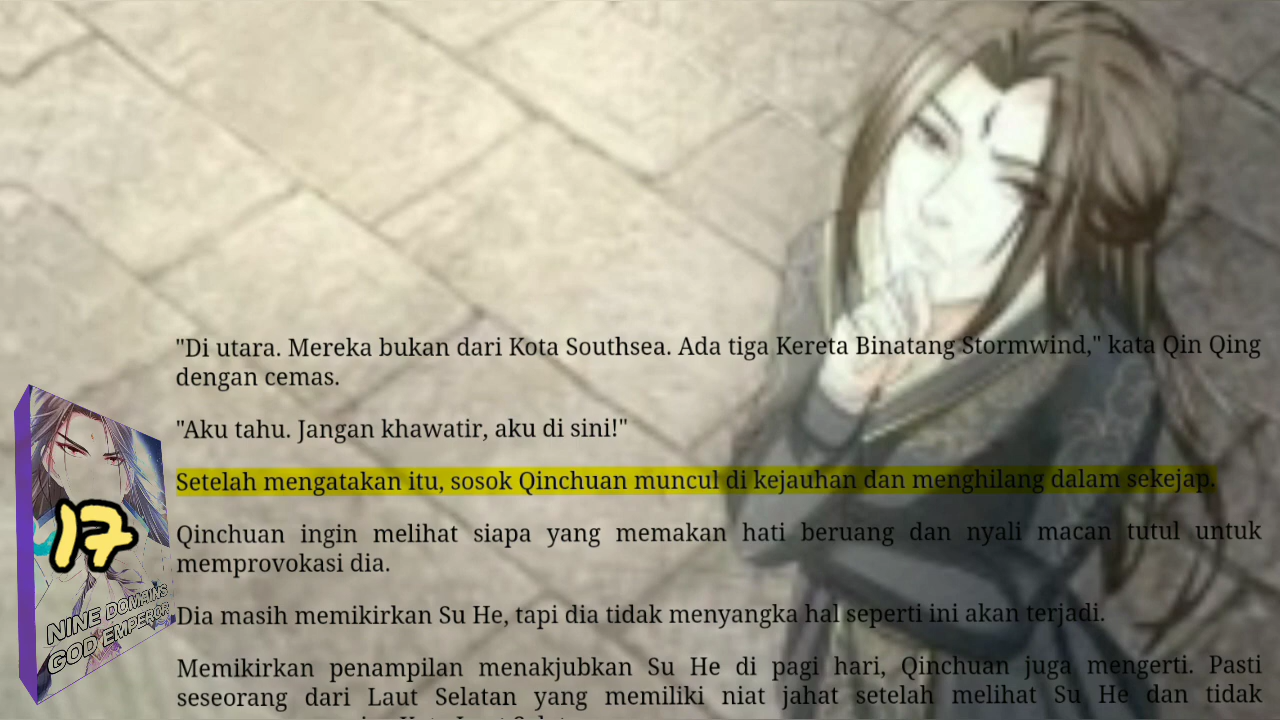 "Di utara. Mereka bukan dari Kota Southsea. Ada tiga Kereta Binatang Stormwind," kata Qin Qing
dengan cemas.
"Aku tahu. Jangan khawatir, aku di sini!"
Setelah mengatakan itu, sosok Qinchuan muncul di kejauhan dan menghilang dalam sekejap.
Qinchuan ingin melihat siapa yang memakan hati beruang dan nyali macan tutul untuk
memprovokasi dia.
Dia masih memikirkan Su He, tapi dia tidak menyangka hal seperti ini akan terjadi.
Memikirkan penampilan menakjubkan Su He di pagi hari, Qinchuan juga mengerti. Pasti
seseorang dari Laut Selatan yang memiliki niat jahat setelah melihat Su He dan tidak
17
NINE DOMAINS
GOD EMPEROR